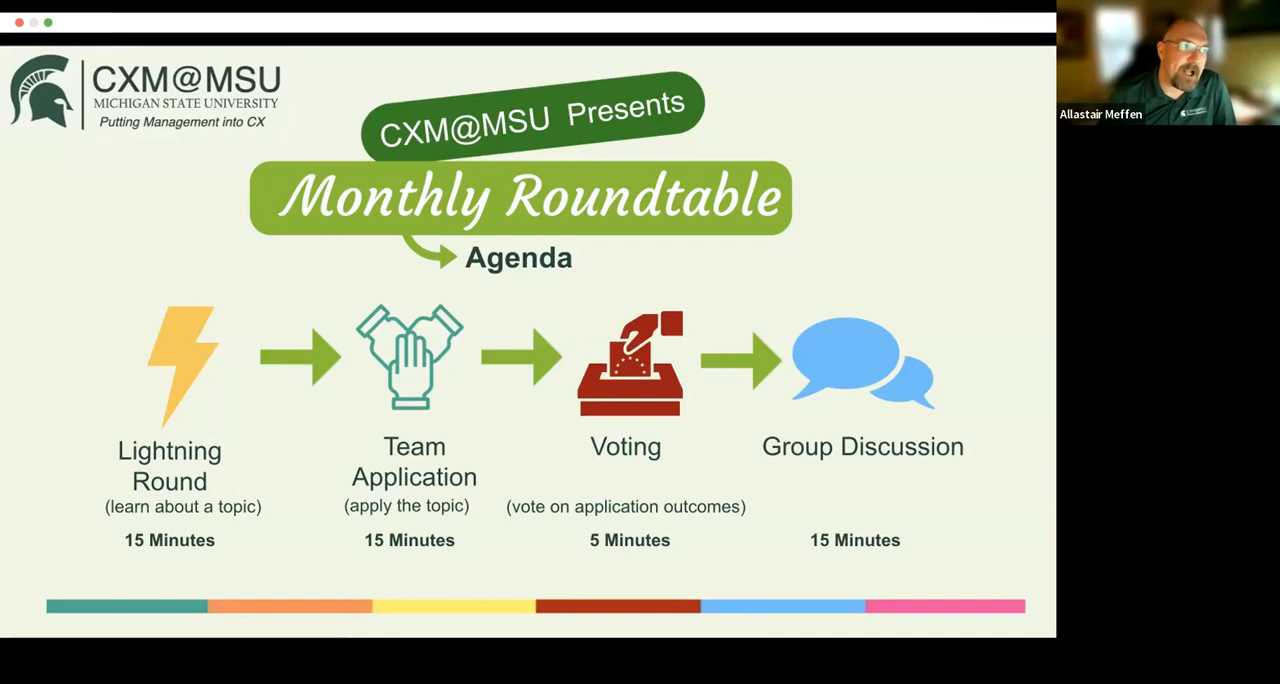 CXM@MSU
MICHIGAN STATE UNIVERSITY
Putting Management into CX
CXM@MSU Presents
Monthly Roundtable
Agenda
Lightning
Round
(learn about a topic)
15 Minutes
Team
Application
(apply the topic)
15 Minutes
Voting
(vote on application outcomes)
5 Minutes
Group Discussion
15 Minutes
Allastair Meffen